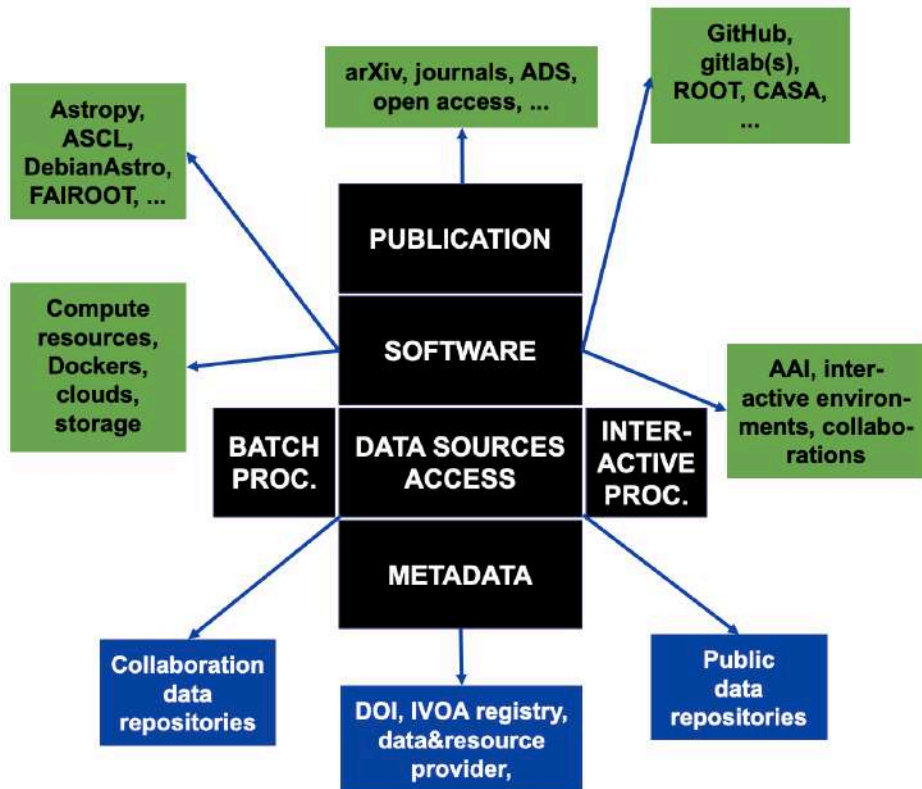 GitHub,
gitlab(s),
ROOT, CASA,
...
arXiv, journals, ADS,
open access, ...
Astropy,
ASCL,
DebianAstro,
FAIROOT, ...
PUBLICATION
Compute
resources,
Dockers,
clouds,
storage
SOFTWARE
AAI, inter-
active environ-
ments, collabo-
rations
BATCH
PROC.
DATA SOURCES
ACCESS
INTER-
ACTIVE
PROC.
METADATA
Collaboration
data
repositories
DOI, IVOA registry,
data&resource
provider,
Public
data
repositories